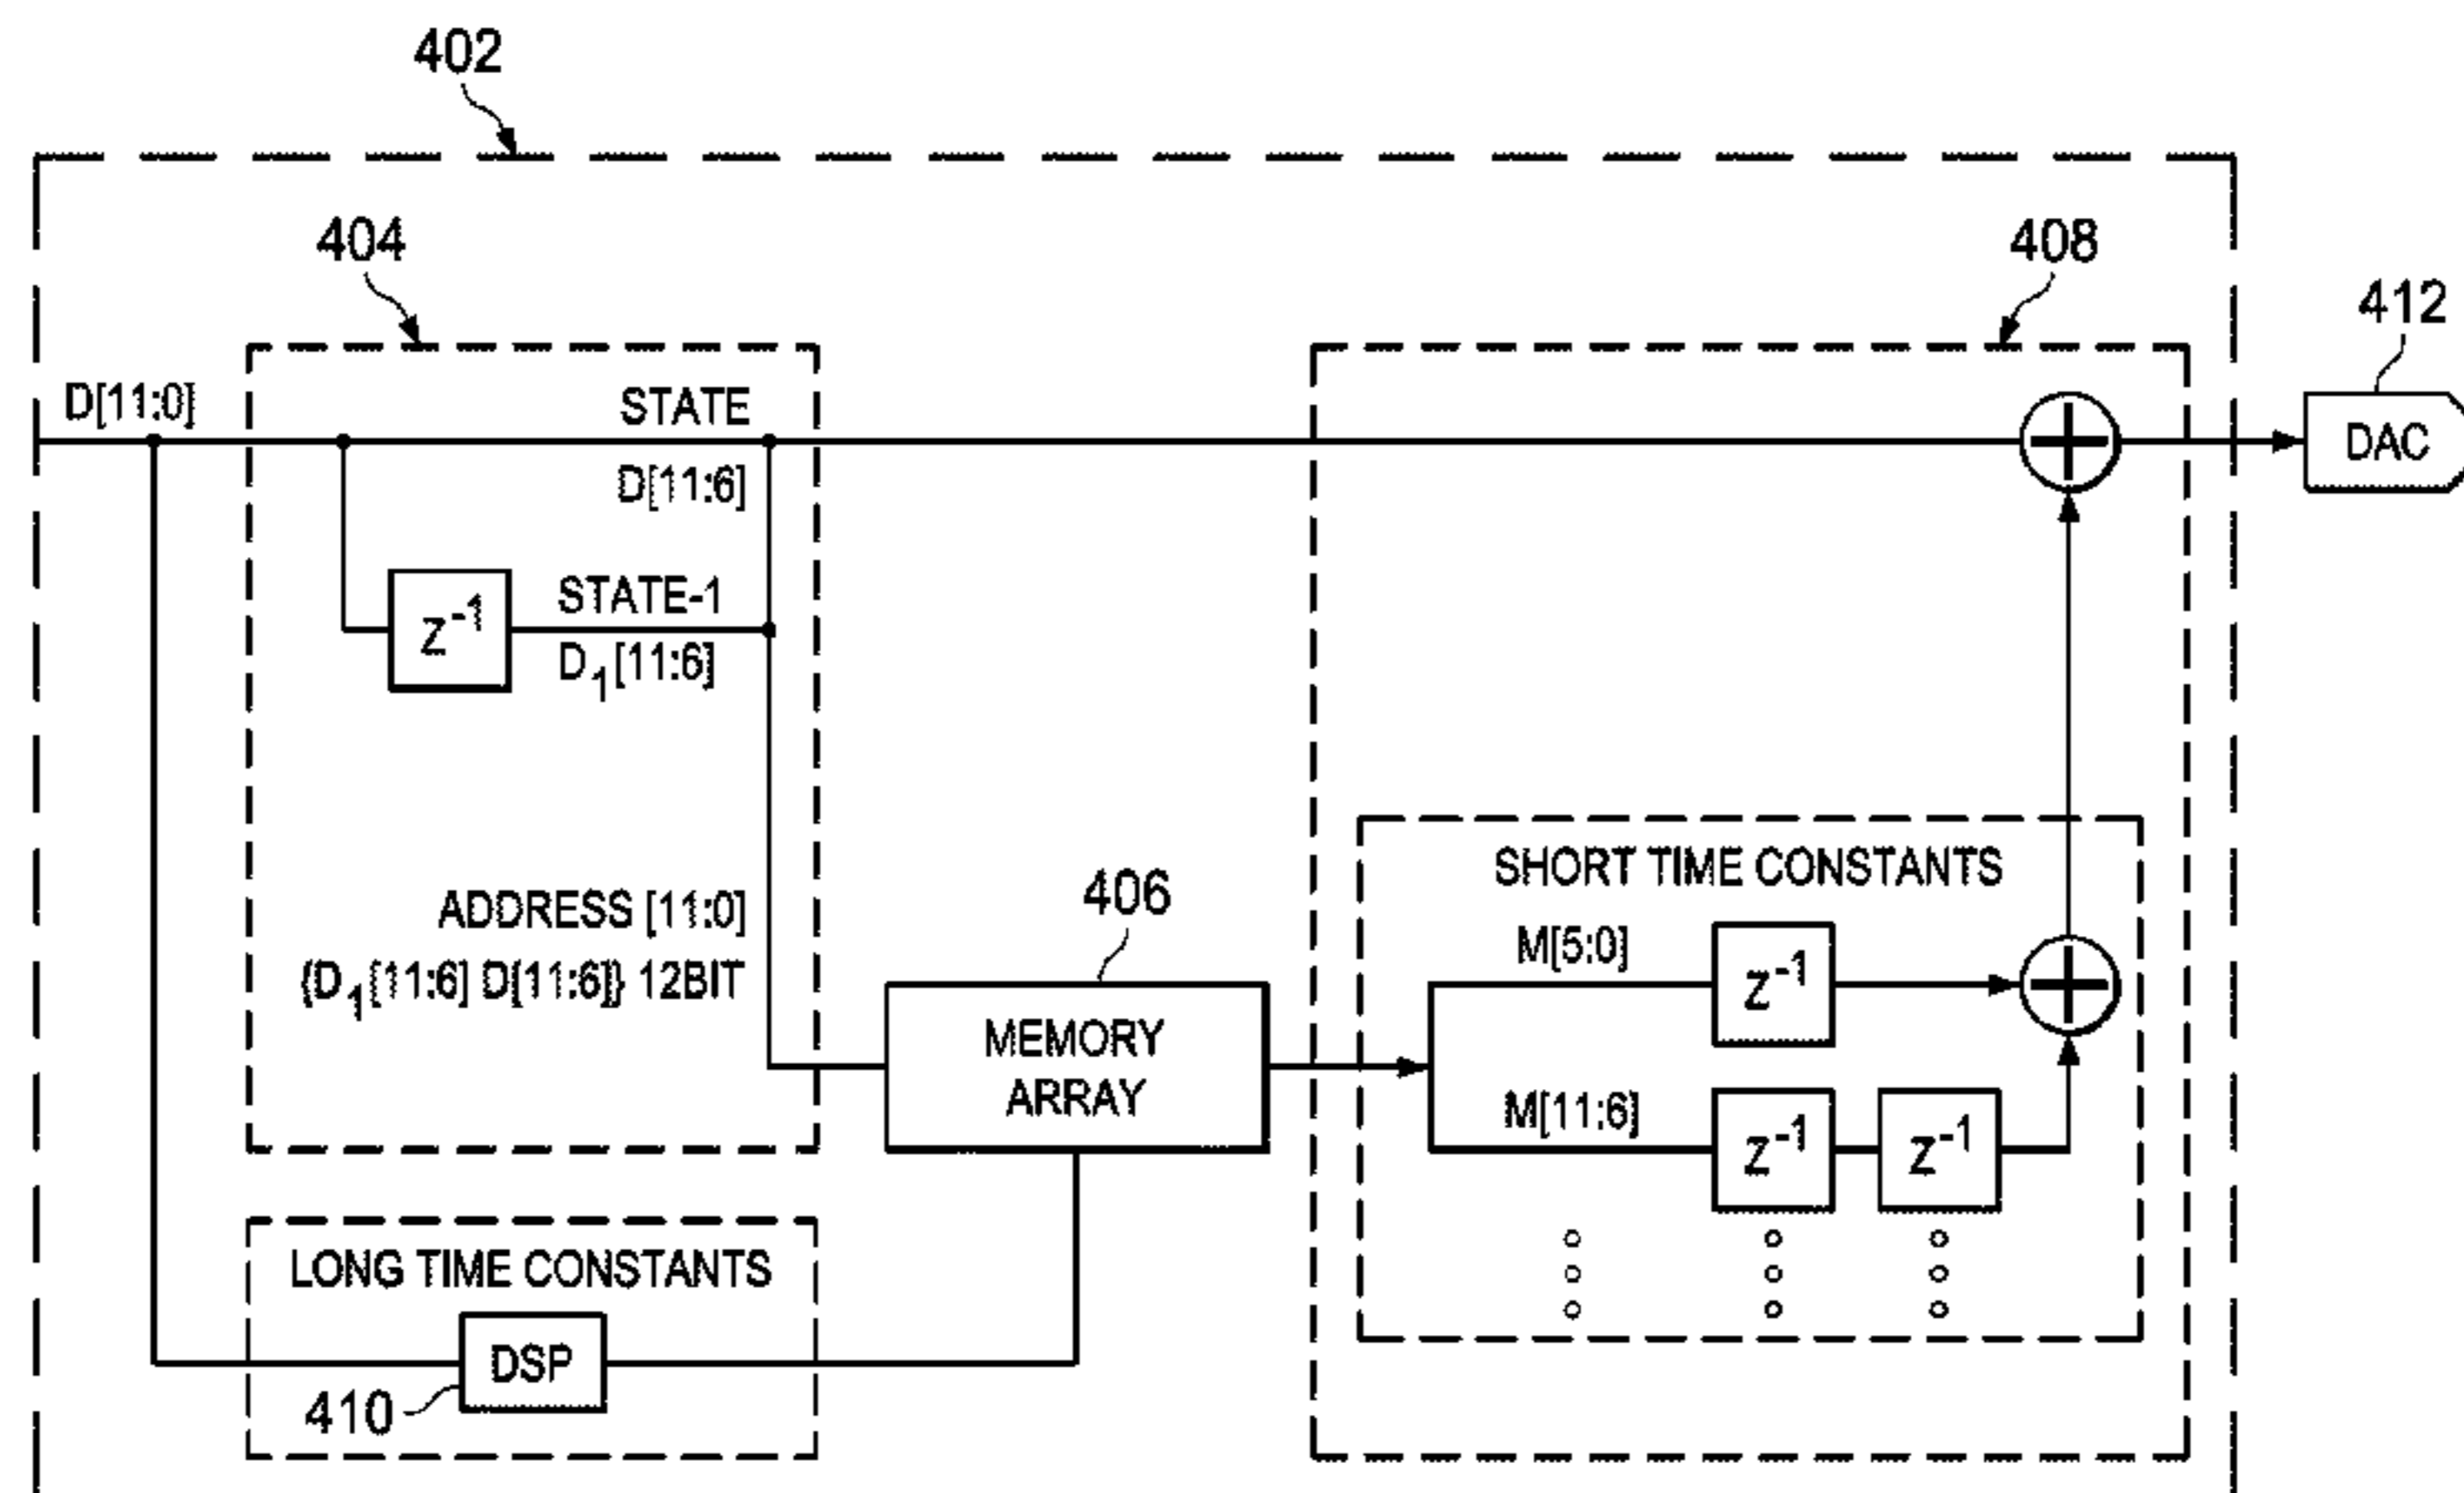 402
404
408
412
D[11:0]
STATE
D[11:6]
DAC
z⁻¹
STATE-1
D₁[11:6]
ADDRESS [11:0]
{D₁[11:6] D[11:6]} 12BIT
406
MEMORY
ARRAY
SHORT TIME CONSTANTS
M[5:0]
z⁻¹
M[11:6]
z⁻¹
z⁻¹
LONG TIME CONSTANTS
DSP
410